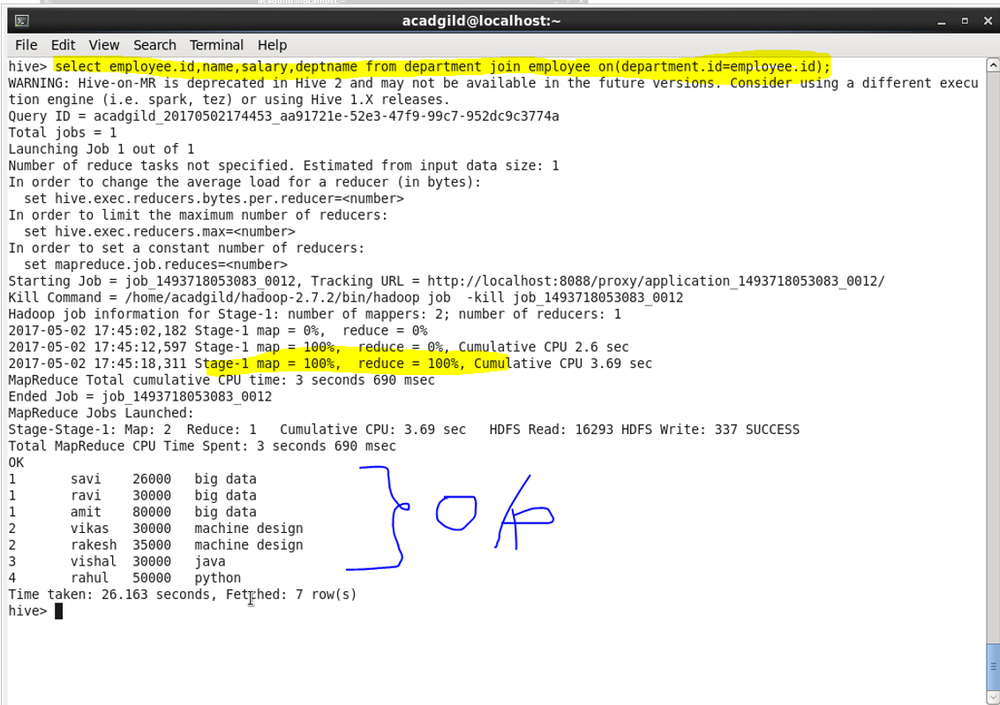 acadgild@localhost:~
File Edit View Search Terminal Help
hive> select employee.id,name,salary,deptname from department join employee on(department.id=employee.id);
WARNING: Hive-on-MR is deprecated in Hive 2 and may not be available in the future versions. Consider using a different execu
tion engine (i.e. spark, tez) or using Hive 1.X releases.
Query ID = acadgild_20170502174453_aa91721e-52e3-47f9-99c7-952dc9c3774a
Total jobs = 1
Launching Job 1 out of 1
Number of reduce tasks not specified. Estimated from input data size: 1
In order to change the average load for a reducer (in bytes):
  set hive.exec.reducers.bytes.per.reducer=<number>
In order to limit the maximum number of reducers:
  set hive.exec.reducers.max=<number>
In order to set a constant number of reducers:
  set mapreduce.job.reduces=<number>
Starting Job = job_1493718053083_0012, Tracking URL = http://localhost:8088/proxy/application_1493718053083_0012/
Kill Command = /home/acadgild/hadoop-2.7.2/bin/hadoop job  -kill job_1493718053083_0012
Hadoop job information for Stage-1: number of mappers: 2; number of reducers: 1
2017-05-02 17:45:02,182 Stage-1 map = 0%,  reduce = 0%
2017-05-02 17:45:12,597 Stage-1 map = 100%,  reduce = 0%, Cumulative CPU 2.6 sec
2017-05-02 17:45:18,311 Stage-1 map = 100%,  reduce = 100%, Cumulative CPU 3.69 sec
MapReduce Total cumulative CPU time: 3 seconds 690 msec
Ended Job = job_1493718053083_0012
MapReduce Jobs Launched:
Stage-Stage-1: Map: 2  Reduce: 1   Cumulative CPU: 3.69 sec   HDFS Read: 16293 HDFS Write: 337 SUCCESS
Total MapReduce CPU Time Spent: 3 seconds 690 msec
OK
1 savi 30000 big data
1 ravi 30000 big data
1 amit 80000 big data
2 vikas 30000 machine design
2 rakesh 35000 machine design
3 vishal 30000 java
4 rahul 50000 python
Time taken: 26.163 seconds, Fetched: 7 row(s)
hive>